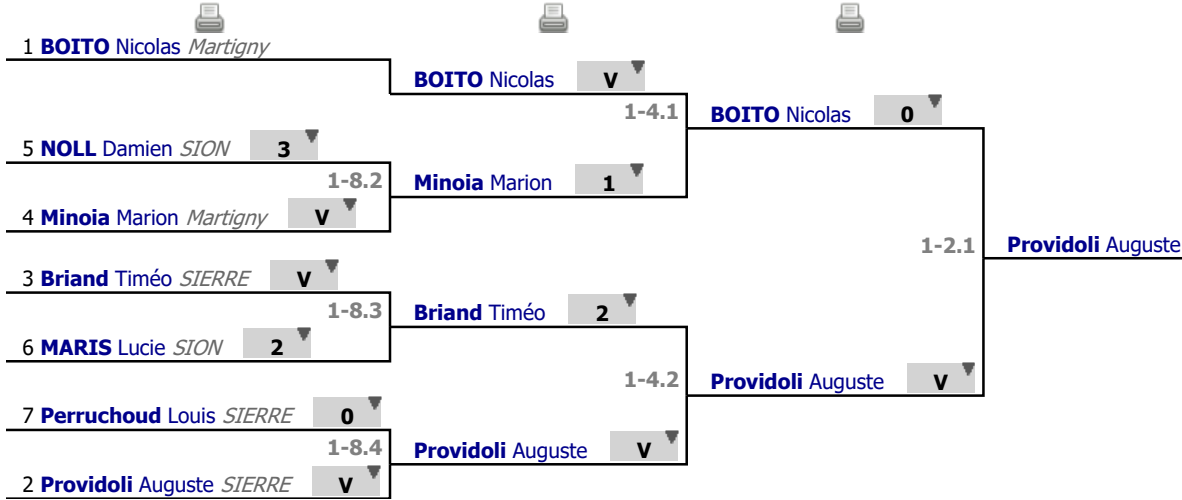 1 BOITO Nicolas Martigny
BOITO Nicolas V
1-4.1
BOITO Nicolas 0
5 NOLL Damien SION 3
1-8.2
Minoia Marion 1
4 Minoia Marion Martigny V
1-2.1
Providoli Auguste
3 Briand Timéo SIERRE V
1-8.3
Briand Timéo 2
6 MARIS Lucie SION 2
1-4.2
Providoli Auguste V
7 Perruchoud Louis SIERRE 0
1-8.4
Providoli Auguste V
2 Providoli Auguste SIERRE V